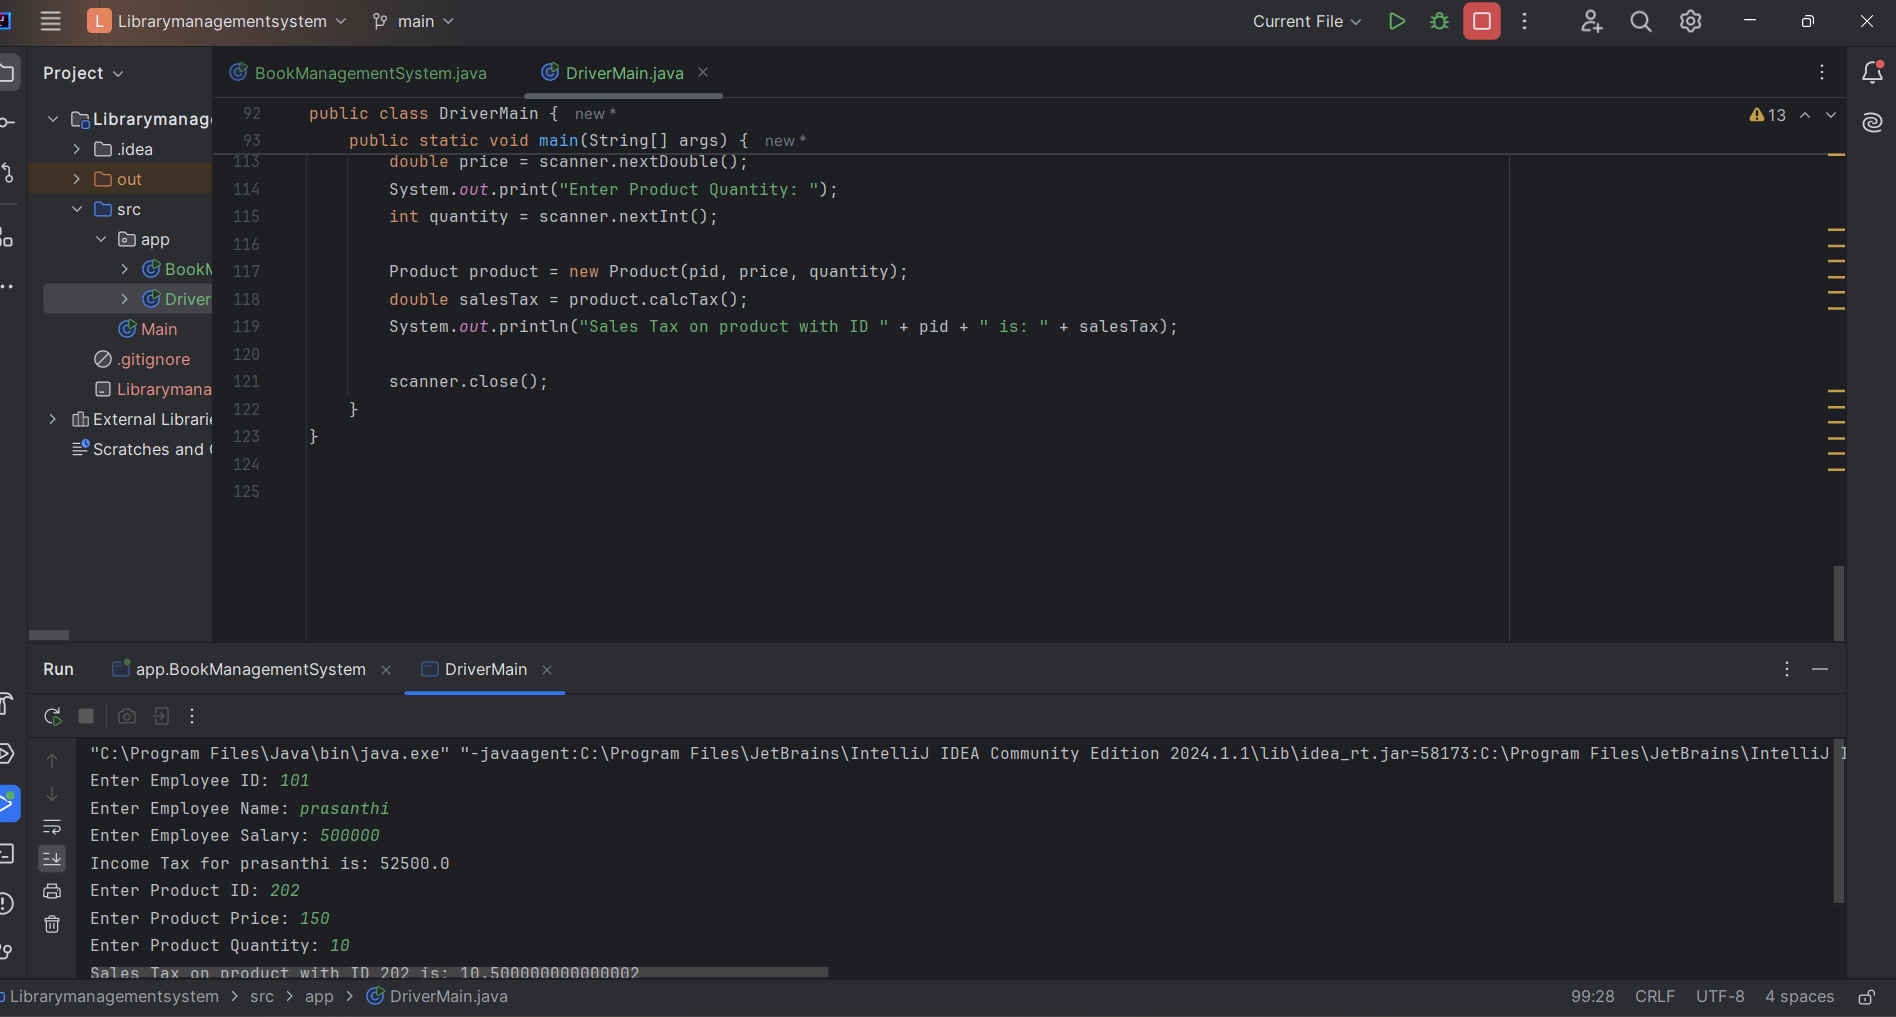 L Librarymanagementsystem main Current File
Project
BookManagementSystem.java DriverMain.java
Librarymanag
.idea
out
src
app
BookM
Driver
Main
.gitignore
Librarymana
External Librarie
Scratches and
13
92 public class DriverMain { new *
93 public static void main(String[] args) { new *
113 double price = scanner.nextDouble();
114 System.out.print("Enter Product Quantity: ");
115 int quantity = scanner.nextInt();
116
117 Product product = new Product(pid, price, quantity);
118 double salesTax = product.calcTax();
119 System.out.println("Sales Tax on product with ID " + pid + " is: " + salesTax);
120
121 scanner.close();
122 }
123 }
124
125
Run app.BookManagementSystem DriverMain
"C:\Program Files\Java\bin\java.exe" "-javaagent:C:\Program Files\JetBrains\IntelliJ IDEA Community Edition 2024.1.1\lib\idea_rt.jar=58173:C:\Program Files\JetBrains\IntelliJ
Enter Employee ID: 101
Enter Employee Name: prasanthi
Enter Employee Salary: 500000
Income Tax for prasanthi is: 52500.0
Enter Product ID: 202
Enter Product Price: 150
Enter Product Quantity: 10
Sales Tax on product with ID 202 is: 10.500000000000002
Librarymanagementsystem > src > app > DriverMain.java 99:28 CRLF UTF-8 4 spaces